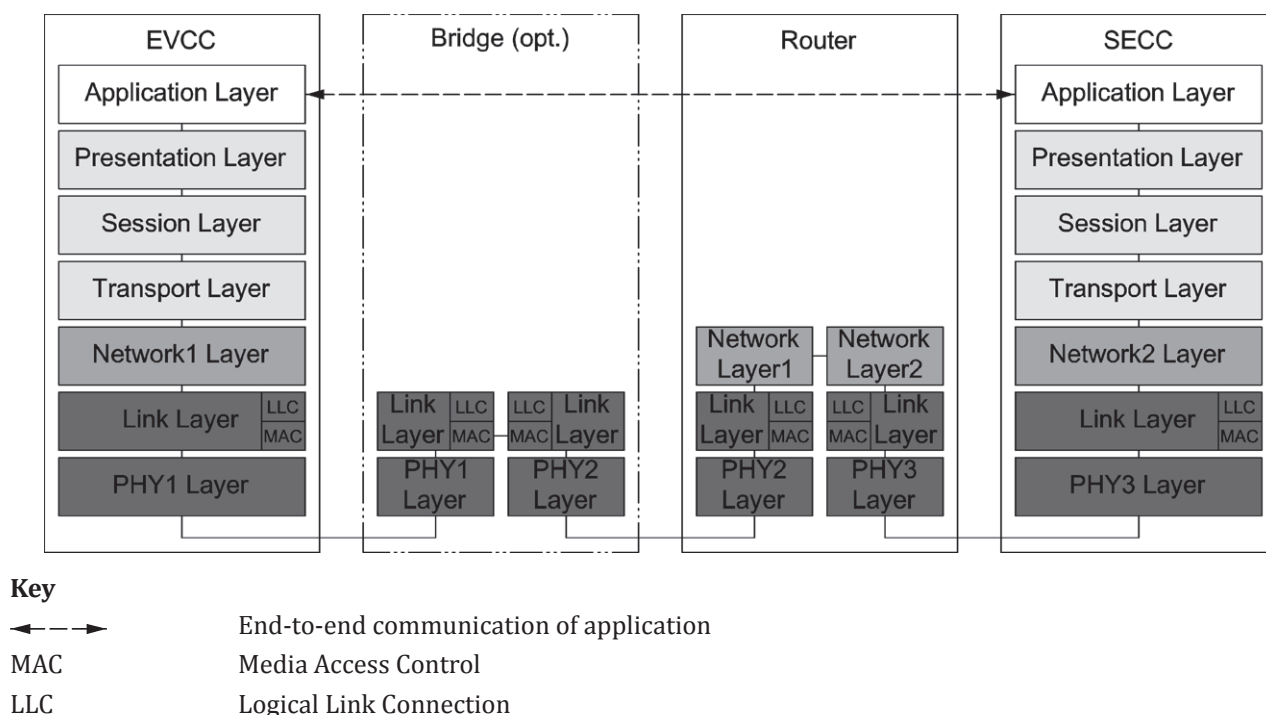 EVCC
Application Layer
Presentation Layer
Session Layer
Transport Layer
Network1 Layer
Link Layer
LLC
MAC
PHY1 Layer
Bridge (opt.)
Link
Layer
LLC
MAC
LLC
MAC
Link
Layer
PHY1
Layer
PHY2
Layer
Router
Network
Layer1
Network
Layer2
Link
Layer
LLC
MAC
LLC
MAC
Link
Layer
PHY2
Layer
PHY3
Layer
SECC
Application Layer
Presentation Layer
Session Layer
Transport Layer
Network2 Layer
Link Layer
LLC
MAC
PHY3 Layer
Key
End-to-end communication of application
MAC Media Access Control
LLC Logical Link Connection